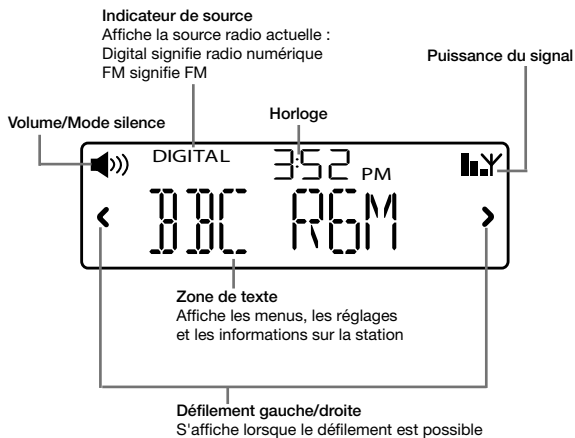 Indicateur de source
Affiche la source radio actuelle :
Digital signifie radio numérique
FM signifie FM
Puissance du signal
Volume/Mode silence
Horloge
DIGITAL
3:52 PM
BBC R6M
Zone de texte
Affiche les menus, les réglages
et les informations sur la station
Défilement gauche/droite
S'affiche lorsque le défilement est possible